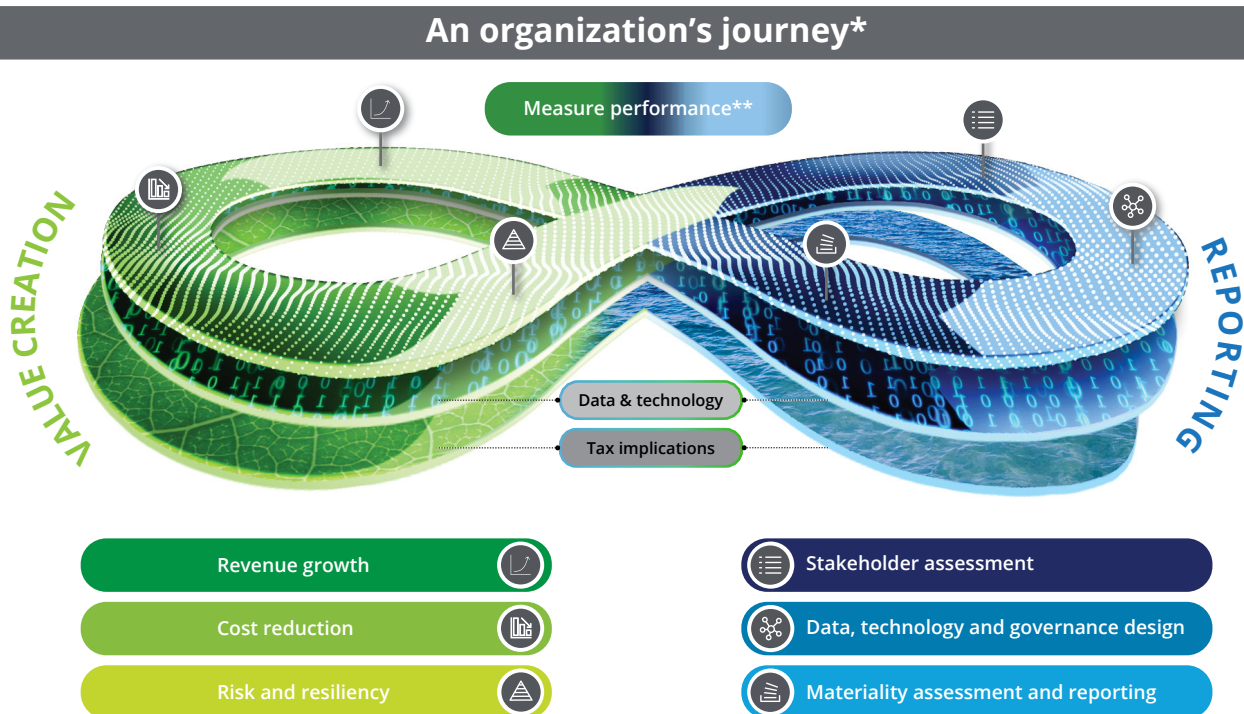 An organization's journey*
Measure performance**
VALUE CREATION
REPORTING
Data & technology
Tax implications
Revenue growth
Cost reduction
Risk and resiliency
Stakeholder assessment
Data, technology and governance design
Materiality assessment and reporting